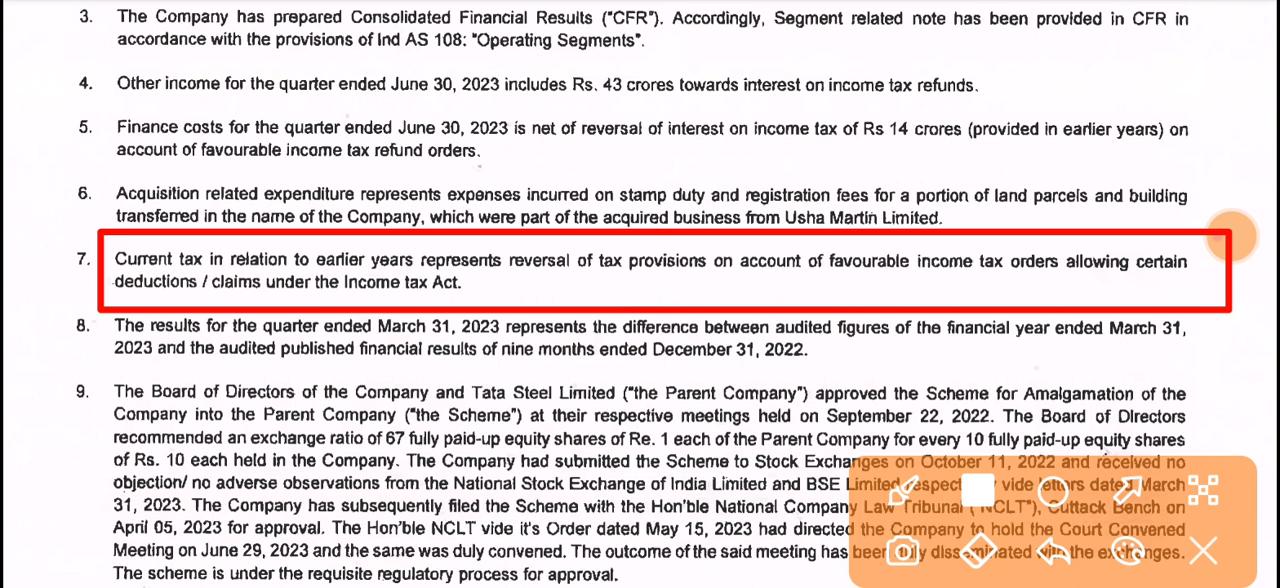 3. The Company has prepared Consolidated Financial Results ("CFR"). Accordingly, Segment related note has been provided in CFR in
accordance with the provisions of Ind AS 108: "Operating Segments".
4. Other income for the quarter ended June 30, 2023 includes Rs. 43 crores towards interest on income tax refunds.
5. Finance costs for the quarter ended June 30, 2023 is net of reversal of interest on income tax of Rs 14 crores (provided in earlier years) on
account of favourable income tax refund orders.
6. Acquisition related expenditure represents expenses incurred on stamp duty and registration fees for a portion of land parcels and building
transferred in the name of the Company, which were part of the acquired business from Usha Martin Limited.
7. Current tax in relation to earlier years represents reversal of tax provisions on account of favourable income tax orders allowing certain
deductions / claims under the Income tax Act.
8. The results for the quarter ended March 31, 2023 represents the difference between audited figures of the financial year ended March 31,
2023 and the audited published financial results of nine months ended December 31, 2022.
9. The Board of Directors of the Company and Tata Steel Limited ("the Parent Company") approved the Scheme for Amalgamation of the
Company into the Parent Company ("the Scheme") at their respective meetings held on September 22, 2022. The Board of Directors
recommended an exchange ratio of 67 fully paid-up equity shares of Re. 1 each of the Parent Company for every 10 fully paid-up equity shares
of Rs. 10 each held in the Company. The Company had submitted the Scheme to Stock Exchanges on October 11, 2022 and received no
objection/ no adverse observations from the National Stock Exchange of India Limited and BSE Limited vide letters dated March
31, 2023. The Company has subsequently filed the Scheme with the Hon'ble National Company Law Tribunal ("NCLT"), Cuttack Bench on
April 05, 2023 for approval. The Hon'ble NCLT vide it's Order dated May 15, 2023 had directed the Company to hold the Court Convened
Meeting on June 29, 2023 and the same was duly convened. The outcome of the said meeting has been duly disseminated with the exchanges.
The scheme is under the requisite regulatory process for approval.